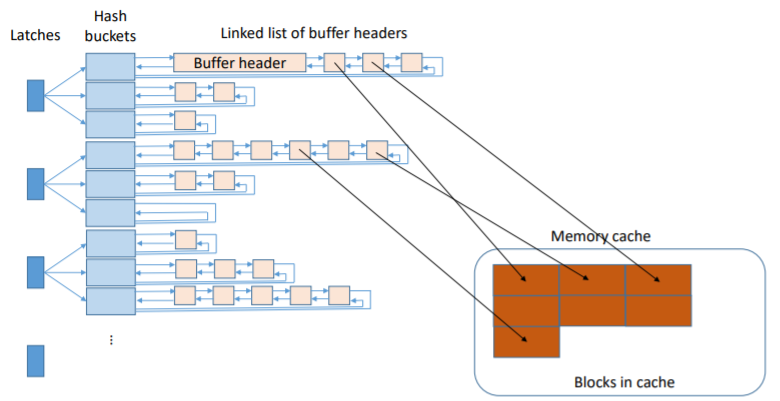 Latches
Hash
buckets
Linked list of buffer headers
Buffer header
Memory cache
...
Blocks in cache